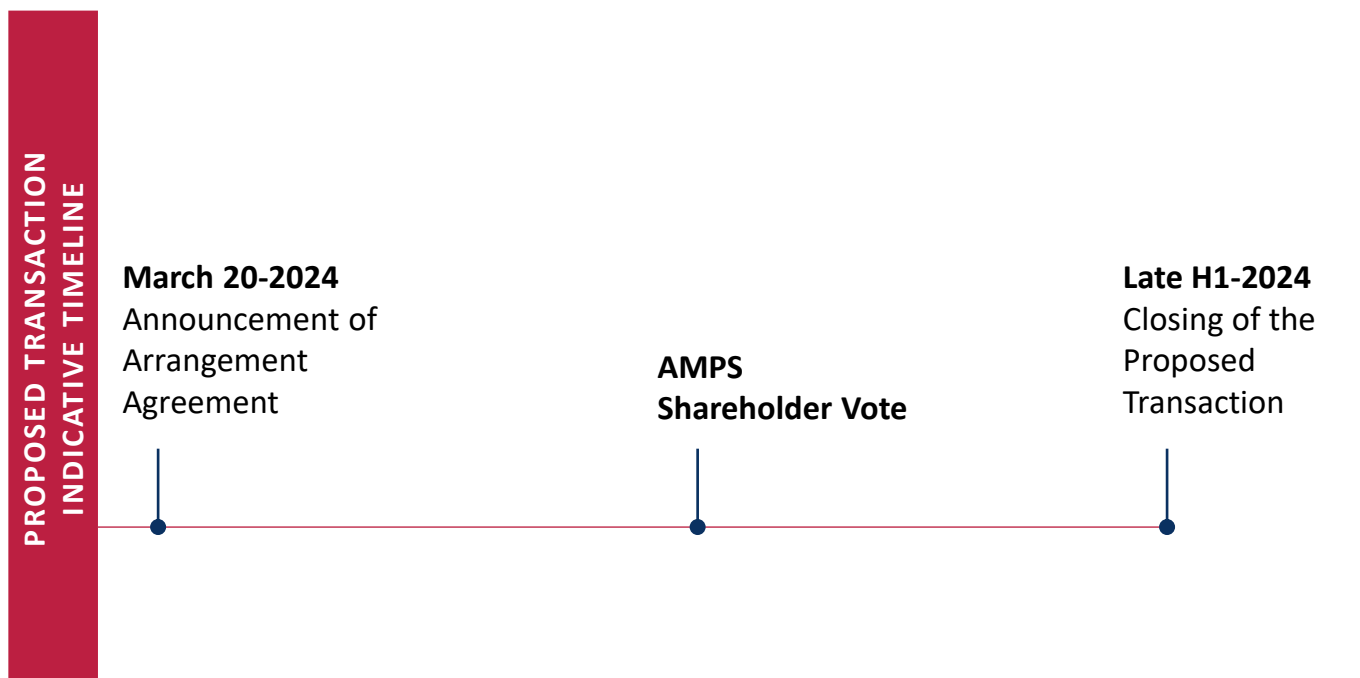 PROPOSED TRANSACTION
INDICATIVE TIMELINE
March 20-2024
Announcement of
Arrangement
Agreement
AMPS
Shareholder Vote
Late H1-2024
Closing of the
Proposed
Transaction